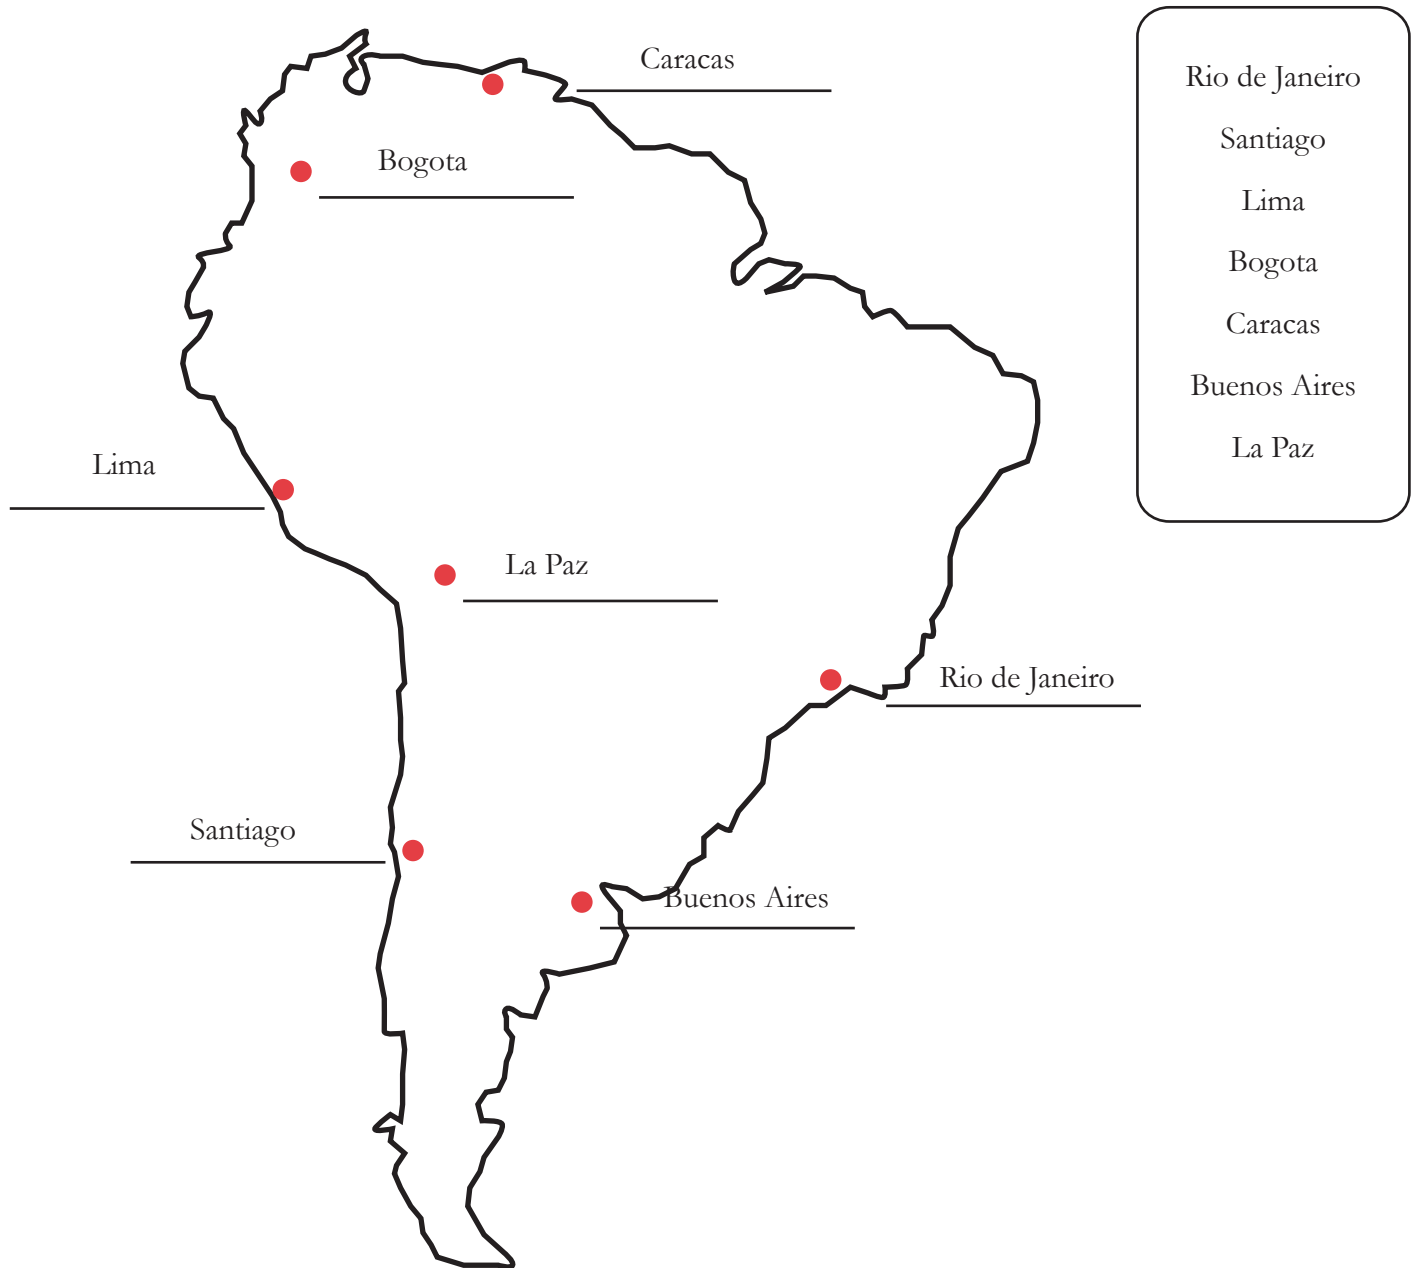 Caracas
Bogota
Lima
La Paz
Rio de Janeiro
Santiago
Buenos Aires
Rio de Janeiro
Santiago
Lima
Bogota
Caracas
Buenos Aires
La Paz